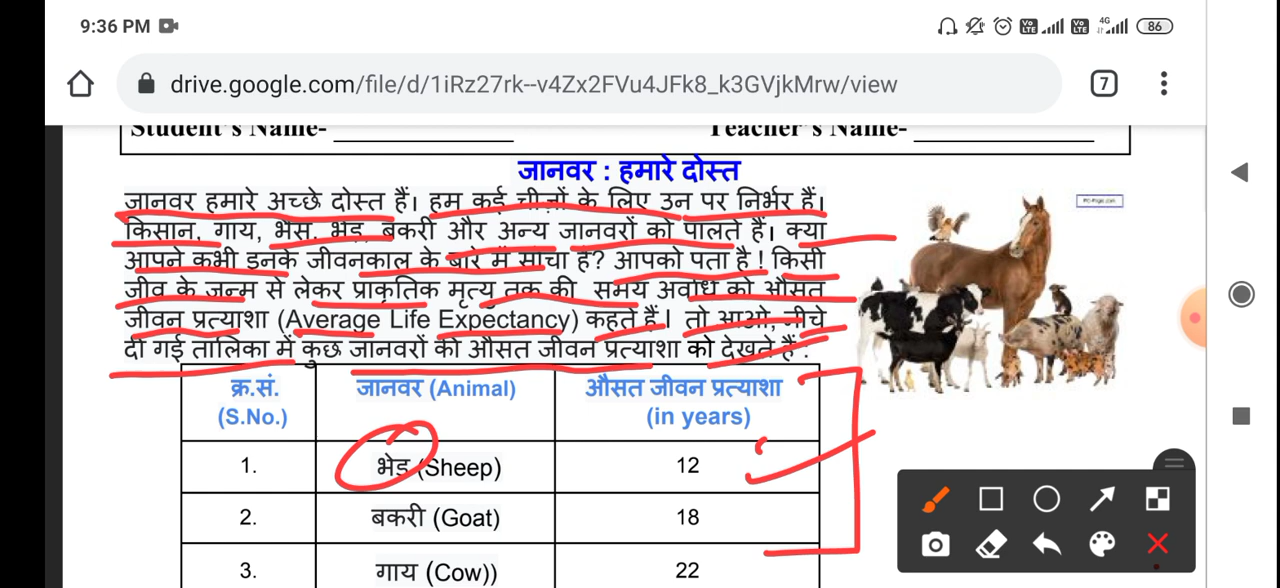 9:36 PM
4G
86
drive.google.com/file/d/1iRz27rk--v4Zx2FVu4JFk8_k3GVjkMrw/view
7
Student's Name- Teacher's Name-
जानवर : हमारे दोस्त
जानवर हमारे अच्छे दोस्त हैं। हम कई चीज़ों के लिए उन पर निर्भर हैं।
किसान, गाय, भैंस, भेड़, बकरी और अन्य जानवरों को पालते हैं। क्या
आपने कभी इनके जीवनकाल के बारे में सोचा है? आपको पता है ! किसी
जीव के जन्म से लेकर प्राकृतिक मृत्यु तक की समय अवधि को औसत
जीवन प्रत्याशा (Average Life Expectancy) कहते हैं। तो आओ, नीचे
दी गई तालिका में कुछ जानवरों की औसत जीवन प्रत्याशा को देखते हैं :
क्र.सं. जानवर (Animal) औसत जीवन प्रत्याशा
(S.No.) (in years)
1. भेड़ (Sheep) 12
2. बकरी (Goat) 18
3. गाय (Cow)) 22